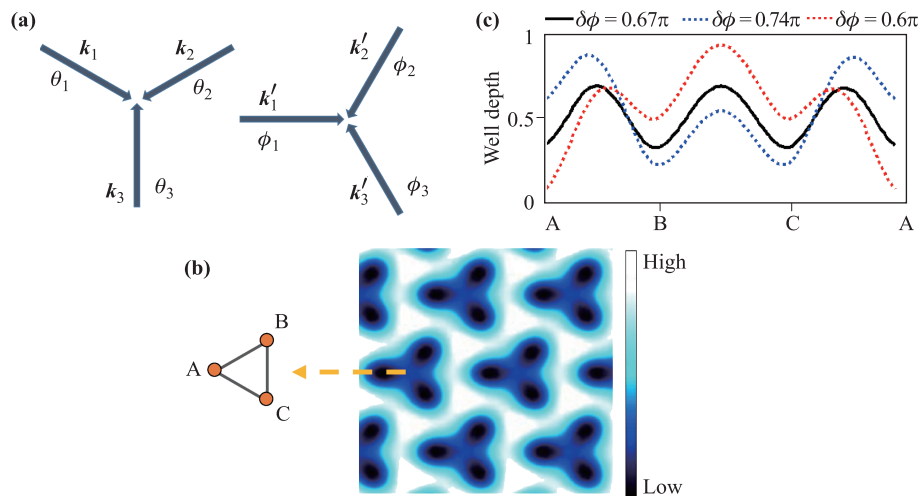 (a)
k1
θ1
k2
θ2
k3
θ3
k′1
ϕ1
k′2
ϕ2
k′3
ϕ3
(c)
δϕ = 0.67π δϕ = 0.74π δϕ = 0.6π
Well depth
1
0.5
0
A B C A
(b)
A
B
C
High
Low